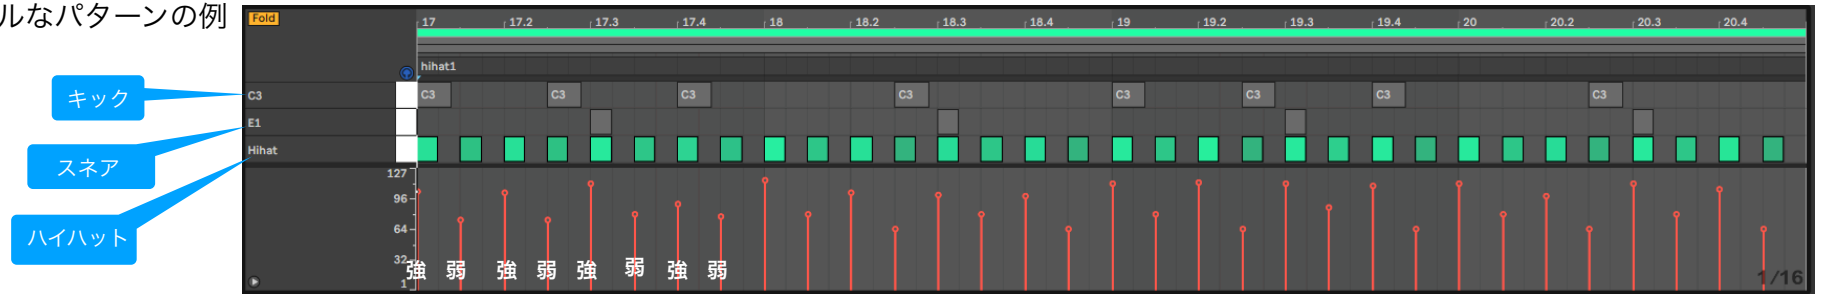 ルなパターンの例
Fold
17 17.2 17.3 17.4 18 18.2 18.3 18.4 19 19.2 19.3 19.4 20 20.2 20.3 20.4
hihat1
キック
C3 C3 C3 C3 C3 C3 C3 C3 C3
E1
スネア
Hihat
ハイハット
127
96
64
32
1
強 弱 強 弱 強 弱 強 弱
1/16